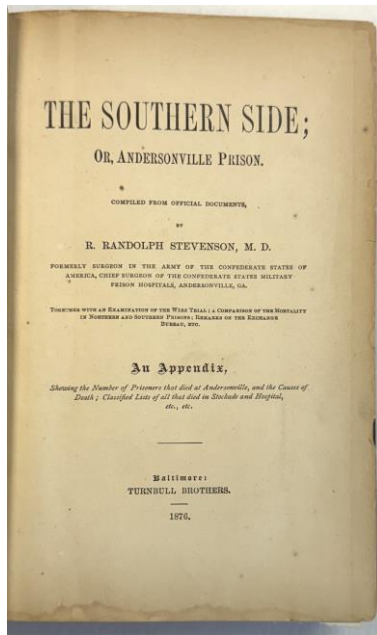 THE SOUTHERN SIDE;
OR, ANDERSONVILLE PRISON.
COMPILED FROM OFFICIAL DOCUMENTS,
BY
R. RANDOLPH STEVENSON, M. D.
FORMERLY SURGEON IN THE ARMY OF THE CONFEDERATE STATES OF
AMERICA, CHIEF SURGEON OF THE CONFEDERATE STATES MILITARY
PRISON HOSPITALS, ANDERSONVILLE, GA.
TOGETHER WITH AN EXAMINATION OF THE WIRZ TRIAL; A COMPARISON OF THE MORTALITY
IN NORTHERN AND SOUTHERN PRISONS; REMARKS ON THE EXCHANGE
BUREAU, ETC.
An Appendix,
Showing the Number of Prisoners that died at Andersonville, and the Causes of
Death; Classified Lists of all that died in Stockade and Hospital,
etc., etc.
Baltimore:
TURNBULL BROTHERS.
1876.